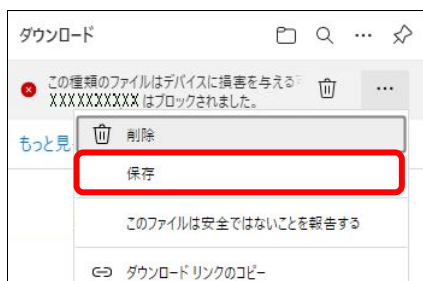 ダウンロード
この種類のファイルはデバイスに損害を与える
XXXXXXXXXX はブロックされました。
もっと見
削除
保存
このファイルは安全ではないことを報告する
ダウンロード リンクのコピー